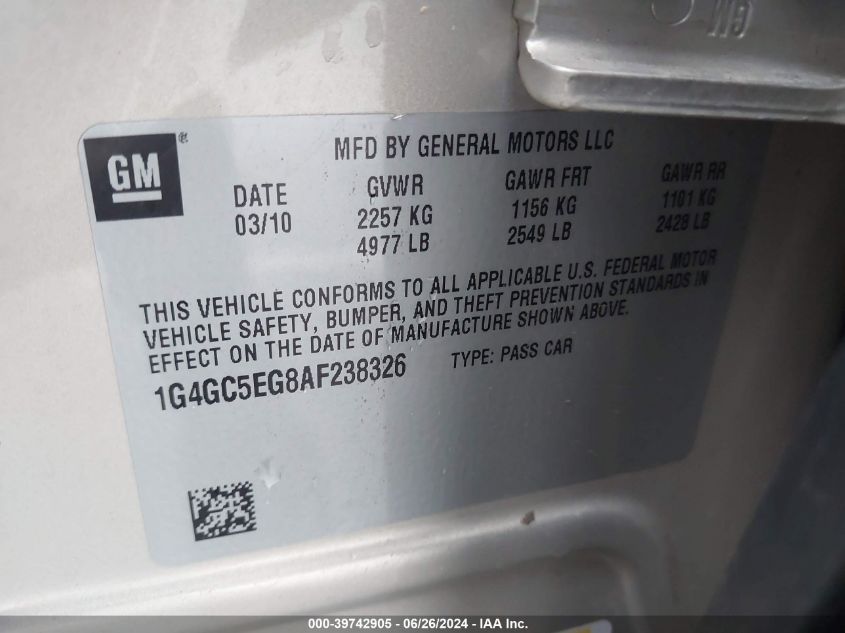 GM
GM ®
MFD BY GENERAL MOTORS LLC
DATE GVWR GAWR FRT GAWR RR
03/10 2257 KG 1156 KG 1101 KG
4977 LB 2549 LB 2428 LB
THIS VEHICLE CONFORMS TO ALL APPLICABLE U.S. FEDERAL MOTOR
VEHICLE SAFETY, BUMPER, AND THEFT PREVENTION STANDARDS IN
EFFECT ON THE DATE OF MANUFACTURE SHOWN ABOVE.
1G4GC5EG8AF238326 TYPE: PASS CAR
000-39742905 - 06/26/2024 - IAA Inc.